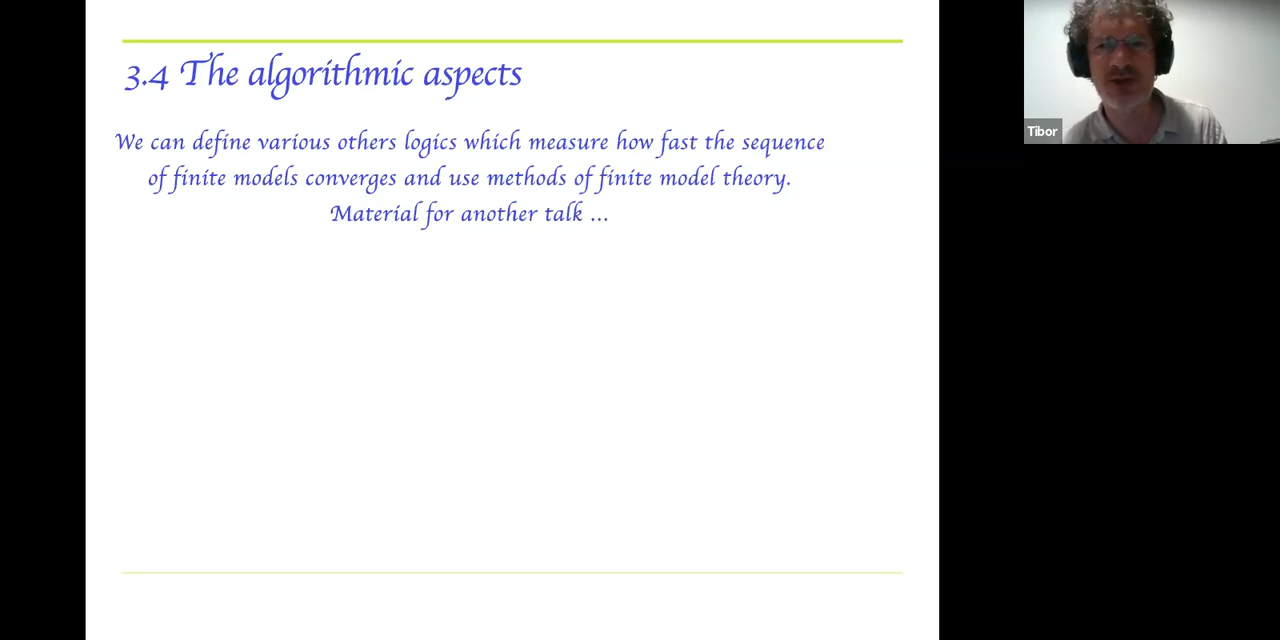 3.4 The algorithmic aspects
We can define various others logics which measure how fast the sequence
of finite models converges and use methods of finite model theory.
Material for another talk ...
Tibor